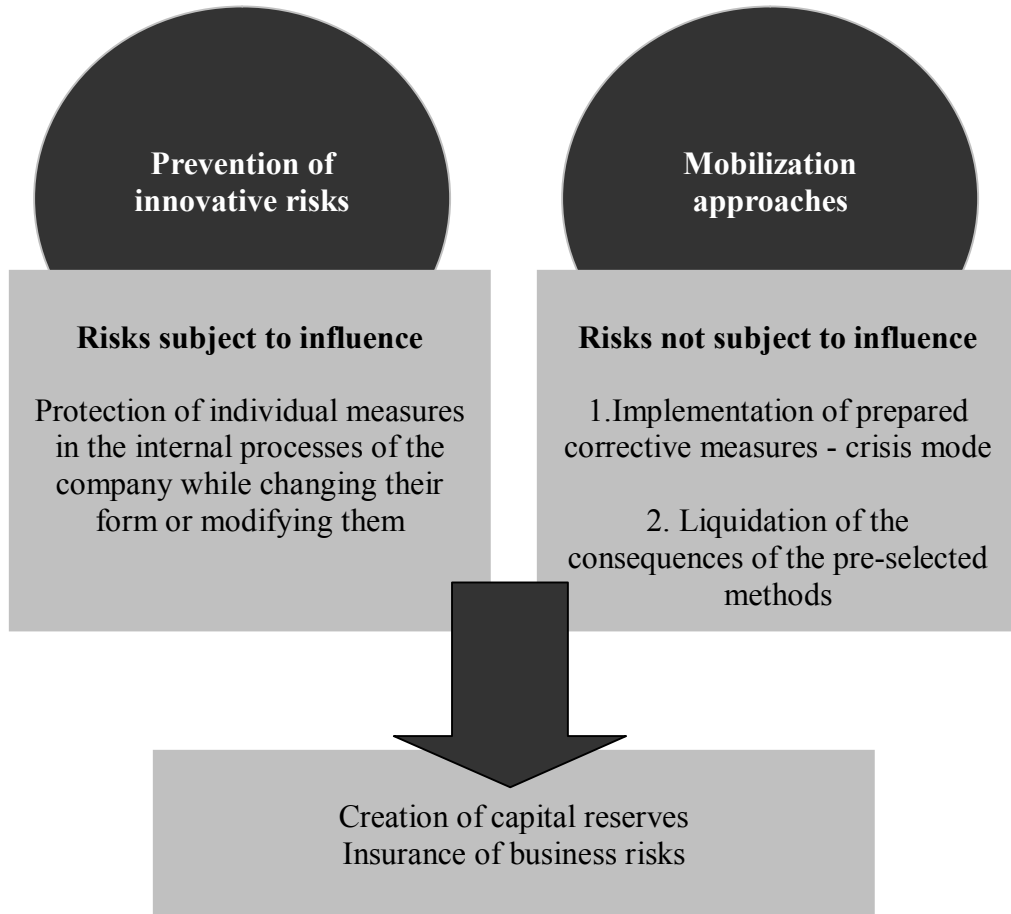 Prevention of
innovative risks
Risks subject to influence
Protection of individual measures
in the internal processes of the
company while changing their
form or modifying them
Mobilization
approaches
Risks not subject to influence
1.Implementation of prepared
corrective measures - crisis mode
2. Liquidation of the
consequences of the pre-selected
methods
Creation of capital reserves
Insurance of business risks